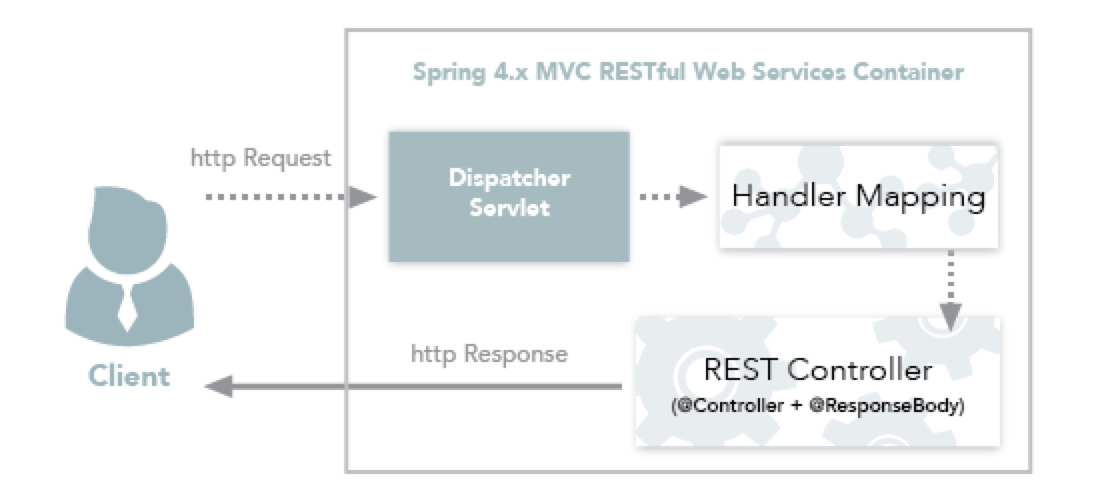 Spring 4.x MVC RESTful Web Services Container
http Request
Dispatcher
Servlet
Handler Mapping
http Response
REST Controller
(@Controller + @ResponseBody)
Client